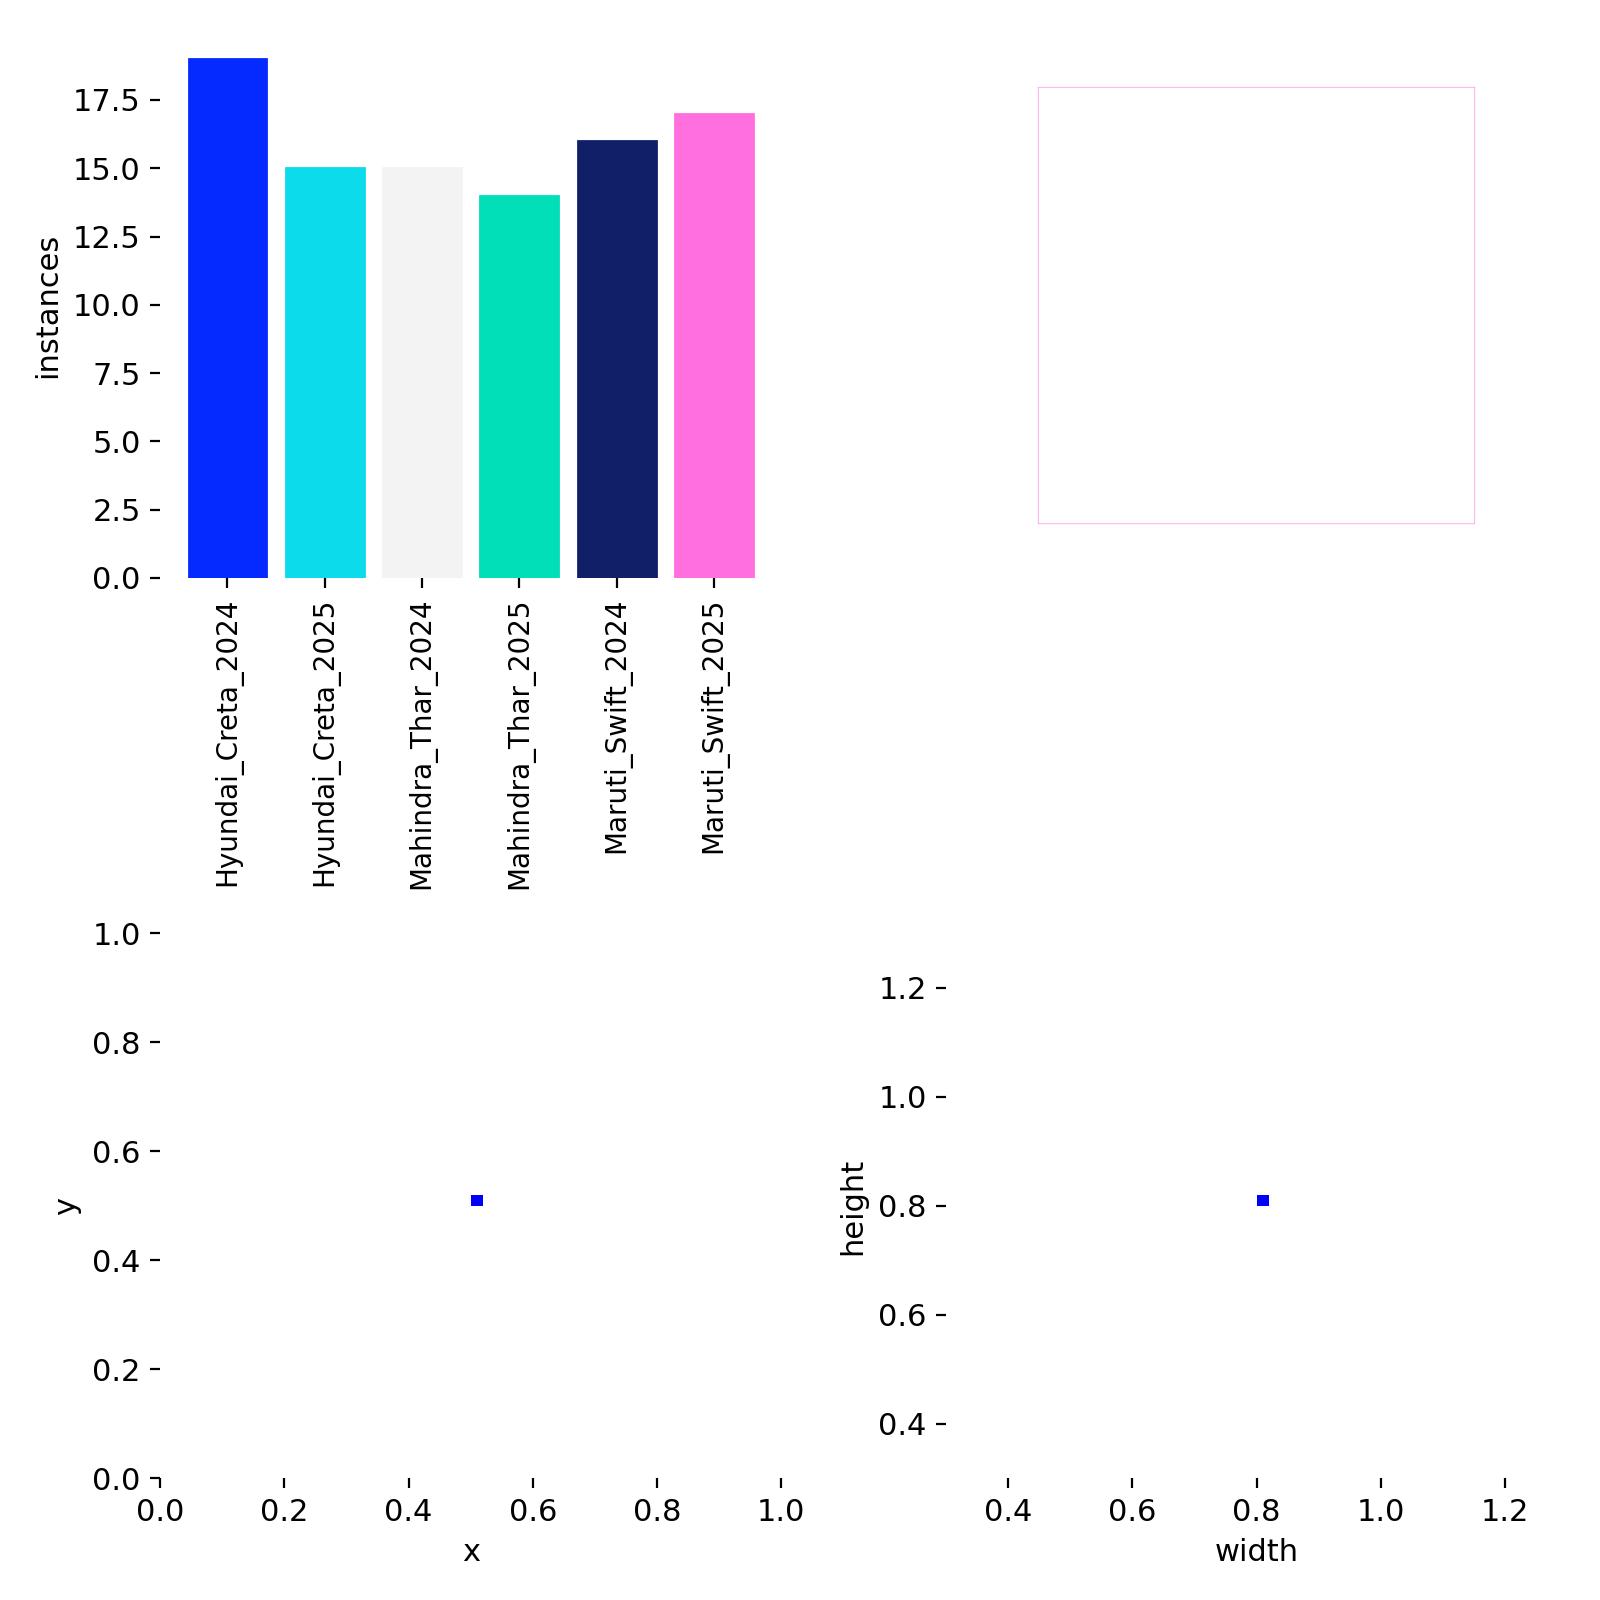 instances
17.5
15.0
12.5
10.0
7.5
5.0
2.5
0.0
Hyundai_Creta_2024
Hyundai_Creta_2025
Mahindra_Thar_2024
Mahindra_Thar_2025
Maruti_Swift_2024
Maruti_Swift_2025
y
1.0
0.8
0.6
0.4
0.2
0.0
0.0 0.2 0.4 0.6 0.8 1.0
x
height
1.2
1.0
0.8
0.6
0.4
0.4 0.6 0.8 1.0 1.2
width